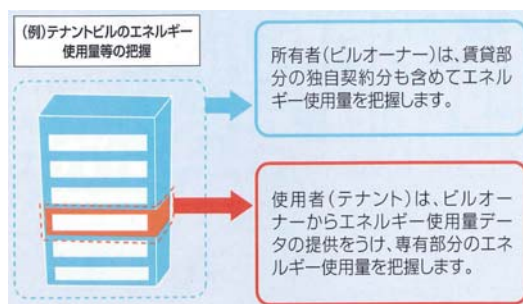 (例)テナントビルのエネルギー
使用量等の把握
所有者(ビルオーナー)は、賃貸部
分の独自契約分も含めてエネル
ギー使用量を把握します。
使用者(テナント)は、ビルオー
ナーからエネルギー使用量デー
タの提供をうけ、専有部分のエネ
ルギー使用量を把握します。